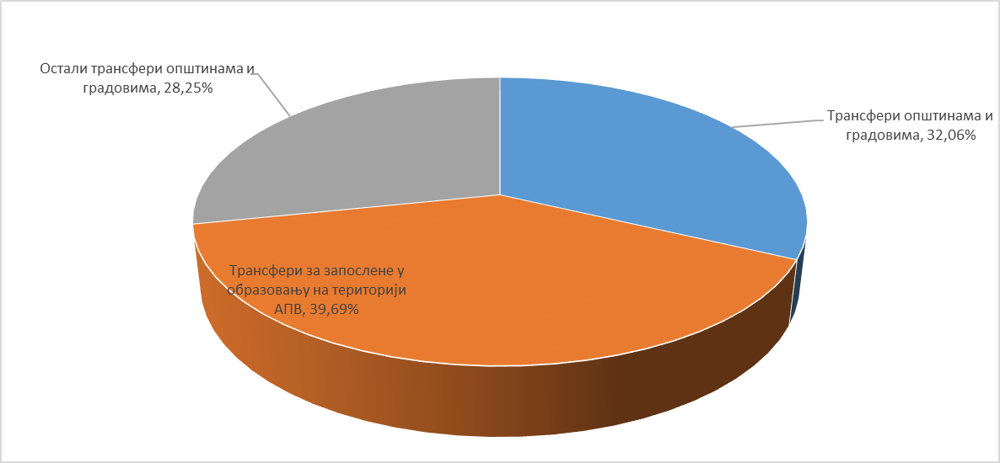 Остали трансфери општинама и
градовима, 28,25%
Трансфери општинама и
градовима, 32,06%
Трансфери за запослене у
образовању на територији
АПВ, 39,69%